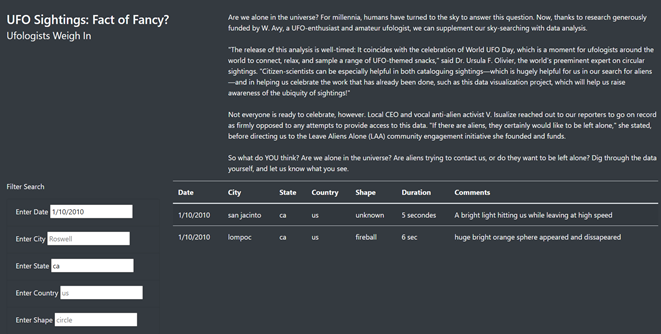 UFO Sightings: Fact of Fancy?
Ufologists Weigh In
Are we alone in the universe? For millennia, humans have turned to the sky to answer this question. Now, thanks to research generously
funded by W. Avy, a UFO-enthusiast and amateur ufologist, we can supplement our sky-searching with data analysis.
"The release of this analysis is well-timed: It coincides with the celebration of World UFO Day, which is a moment for ufologists around the
world to connect, relax, and sample a range of UFO-themed snacks," said Dr. Ursula F. Olivier, the world's preeminent expert on circular
sightings. "Citizen-scientists can be especially helpful in both cataloguing sightings—which is hugely helpful for us in our search for aliens
—and in helping us celebrate the work that has already been done, such as this data visualization project, which will help us raise
awareness of the ubiquity of sightings!"
Not everyone is ready to celebrate, however. Local CEO and vocal anti-alien activist V. Isualize reached out to our reporters to go on record
as firmly opposed to any attempts to provide access to this data. "If there are aliens, they certainly would like to be left alone," she stated,
before directing us to the Leave Aliens Alone (LAA) community engagement initiative she founded and funds.
So what do YOU think? Are we alone in the universe? Are aliens trying to contact us, or do they want to be left alone? Dig through the data
yourself, and let us know what you see.
Filter Search
Enter Date 1/10/2010
Enter City Roswell
Enter State ca
Enter Country us
Enter Shape circle
Date City State Country Shape Duration Comments
1/10/2010 san jacinto ca us unknown 5 secondes A bright light hitting us while leaving at high speed
1/10/2010 lompoc ca us fireball 6 sec huge bright orange sphere appeared and dissapeared